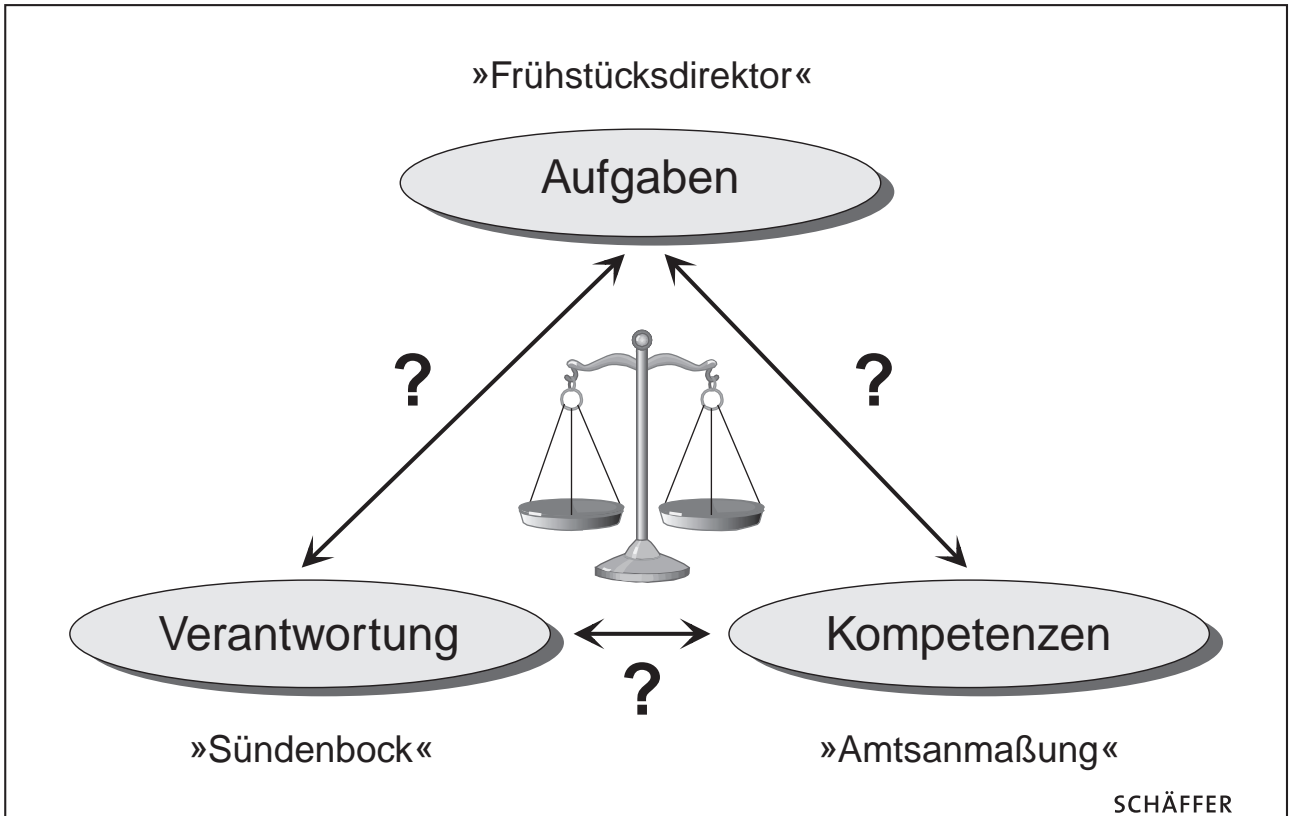 »Frühstücksdirektor«
Aufgaben
?
?
Verantwortung
Kompetenzen
?
»Sündenbock«
»Amtsanmaßung«
SCHÄFFER